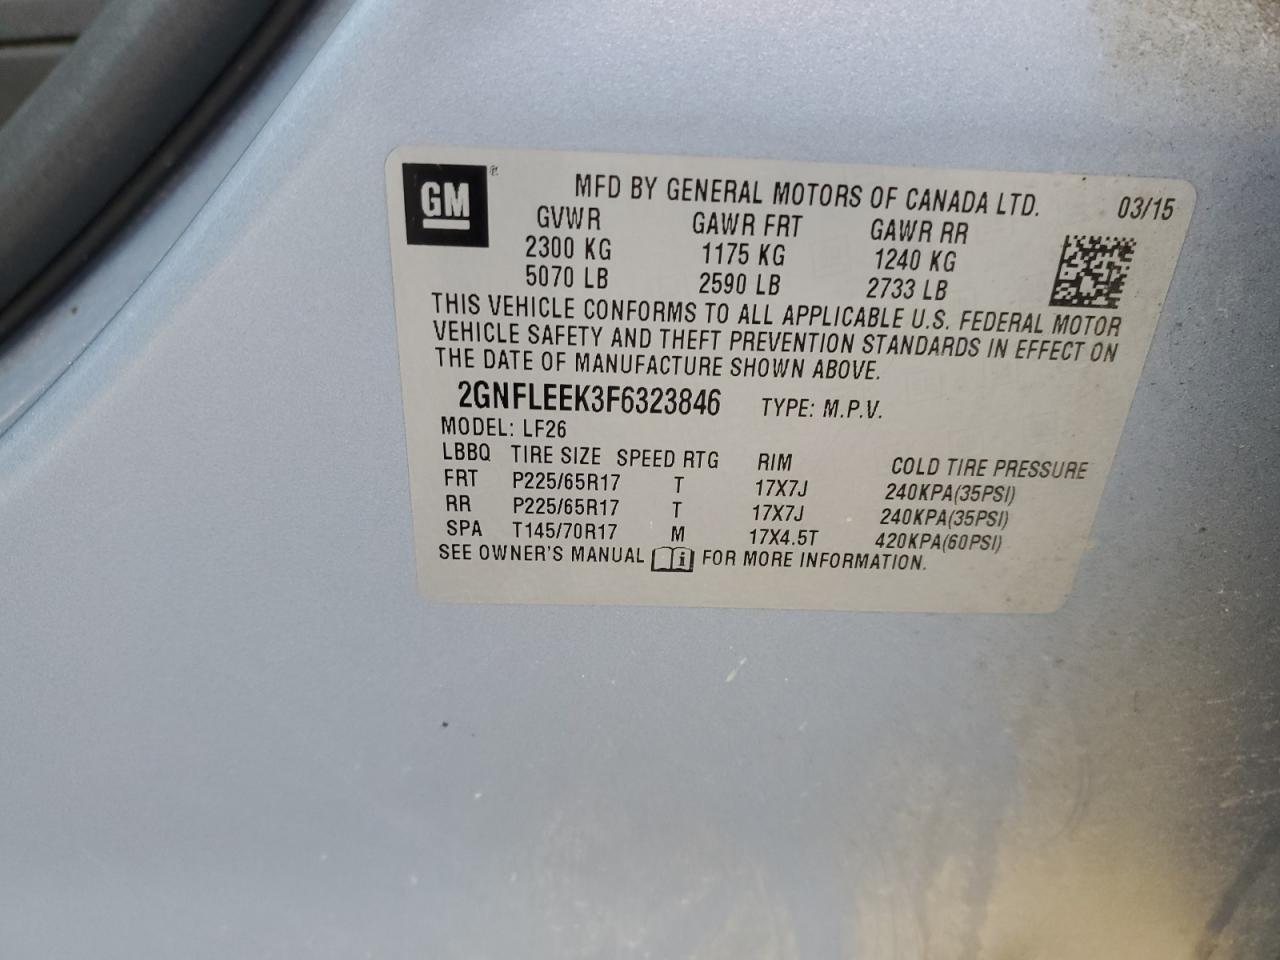 GM ®
MFD BY GENERAL MOTORS OF CANADA LTD. 03/15
GVWR GAWR FRT GAWR RR
2300 KG 1175 KG 1240 KG
5070 LB 2590 LB 2733 LB
THIS VEHICLE CONFORMS TO ALL APPLICABLE U.S. FEDERAL MOTOR
VEHICLE SAFETY AND THEFT PREVENTION STANDARDS IN EFFECT ON
THE DATE OF MANUFACTURE SHOWN ABOVE.
2GNFLEEK3F6323846 TYPE: M.P.V.
MODEL: LF26
LBBQ TIRE SIZE SPEED RTG RIM COLD TIRE PRESSURE
FRT P225/65R17 T 17X7J 240KPA(35PSI)
RR P225/65R17 T 17X7J 240KPA(35PSI)
SPA T145/70R17 M 17X4.5T 420KPA(60PSI)
SEE OWNER'S MANUAL i FOR MORE INFORMATION.